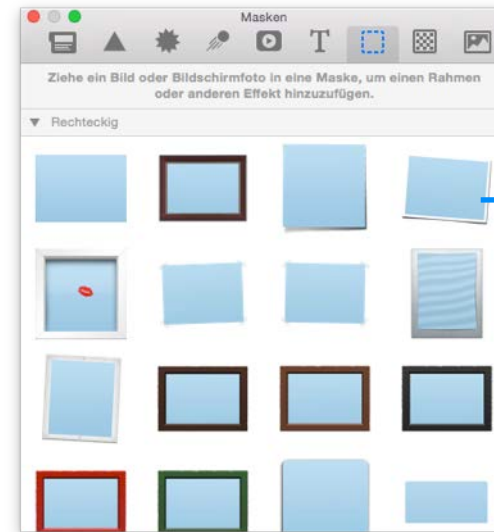 Masken
T
Ziehe ein Bild oder Bildschirmfoto in eine Maske, um einen Rahmen
oder anderen Effekt hinzuzufügen.
▼ Rechteckig